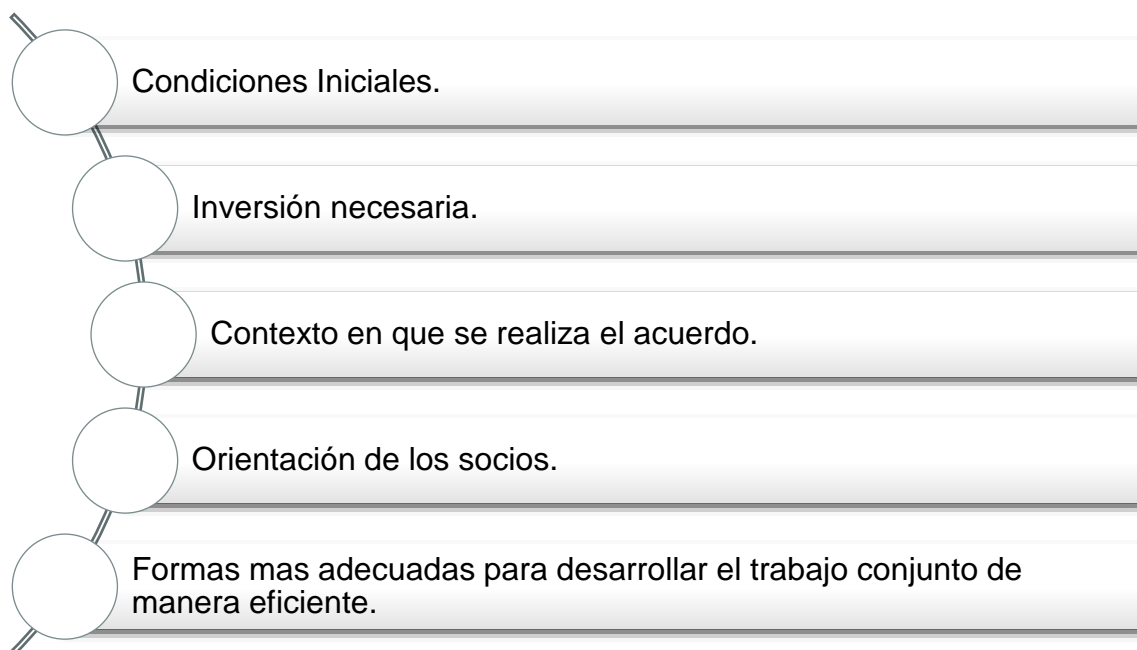 Condiciones Iniciales.
Inversión necesaria.
Contexto en que se realiza el acuerdo.
Orientación de los socios.
Formas mas adecuadas para desarrollar el trabajo conjunto de
manera eficiente.